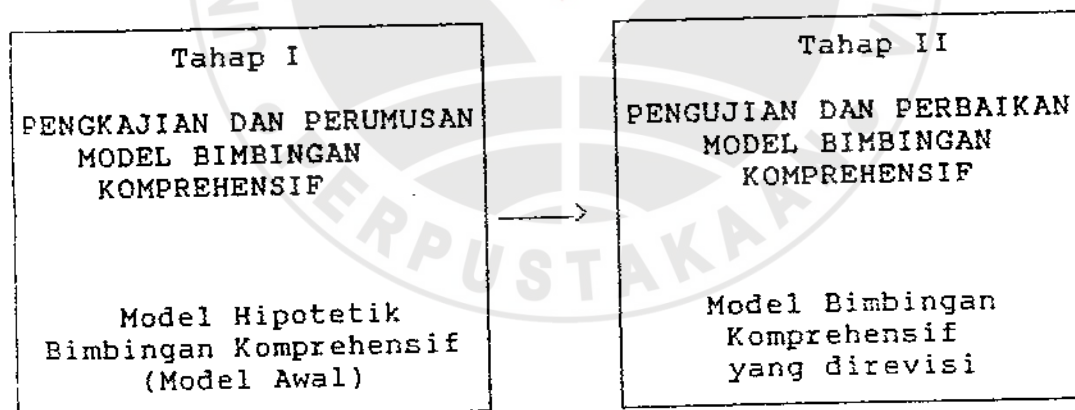 Tahap I
PENGKAJIAN DAN PERUMUSAN
MODEL BIMBINGAN
KOMPREHENSIF
Model Hipotetik
Bimbingan Komprehensif
(Model Awal)
Tahap II
PENGUJIAN DAN PERBAIKAN
MODEL BIMBINGAN
KOMPREHENSIF
Model Bimbingan
Komprehensif
yang direvisi
PERPUSTAKAAN